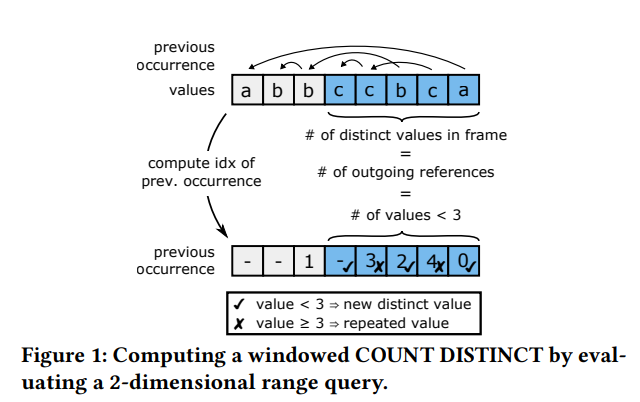 previous
occurrence
values a b b c c b c a
# of distinct values in frame
=
compute idx of
prev. occurrence
# of outgoing references
=
# of values < 3
previous
occurrence
- - 1 -✓ 3✗ 2✓ 4✗ 0✓
✓ value < 3 ⇒ new distinct value
✗ value ≥ 3 ⇒ repeated value
Figure 1: Computing a windowed COUNT DISTINCT by eval-
uating a 2-dimensional range query.